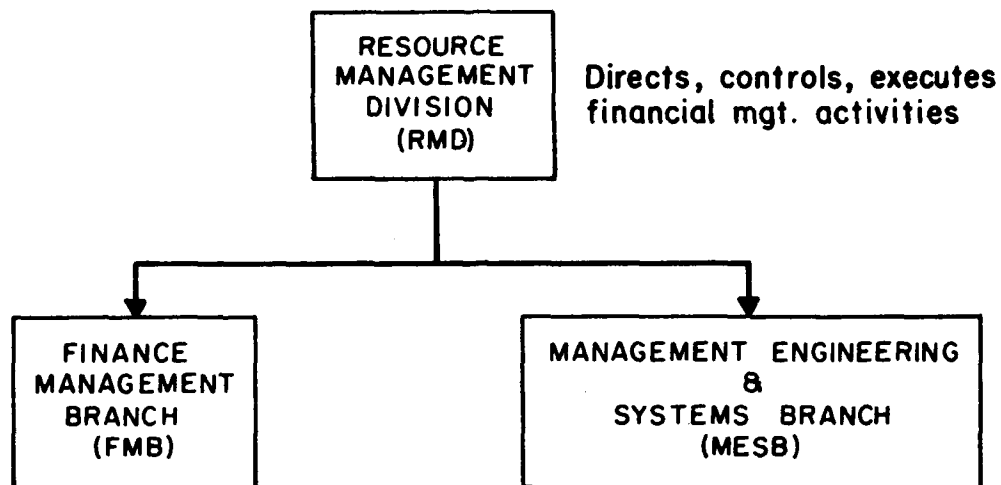 RESOURCE
MANAGEMENT
DIVISION
(RMD)
Directs, controls, executes
financial mgt. activities
FINANCE
MANAGEMENT
BRANCH
(FMB)
MANAGEMENT ENGINEERING
&
SYSTEMS BRANCH
(MESB)